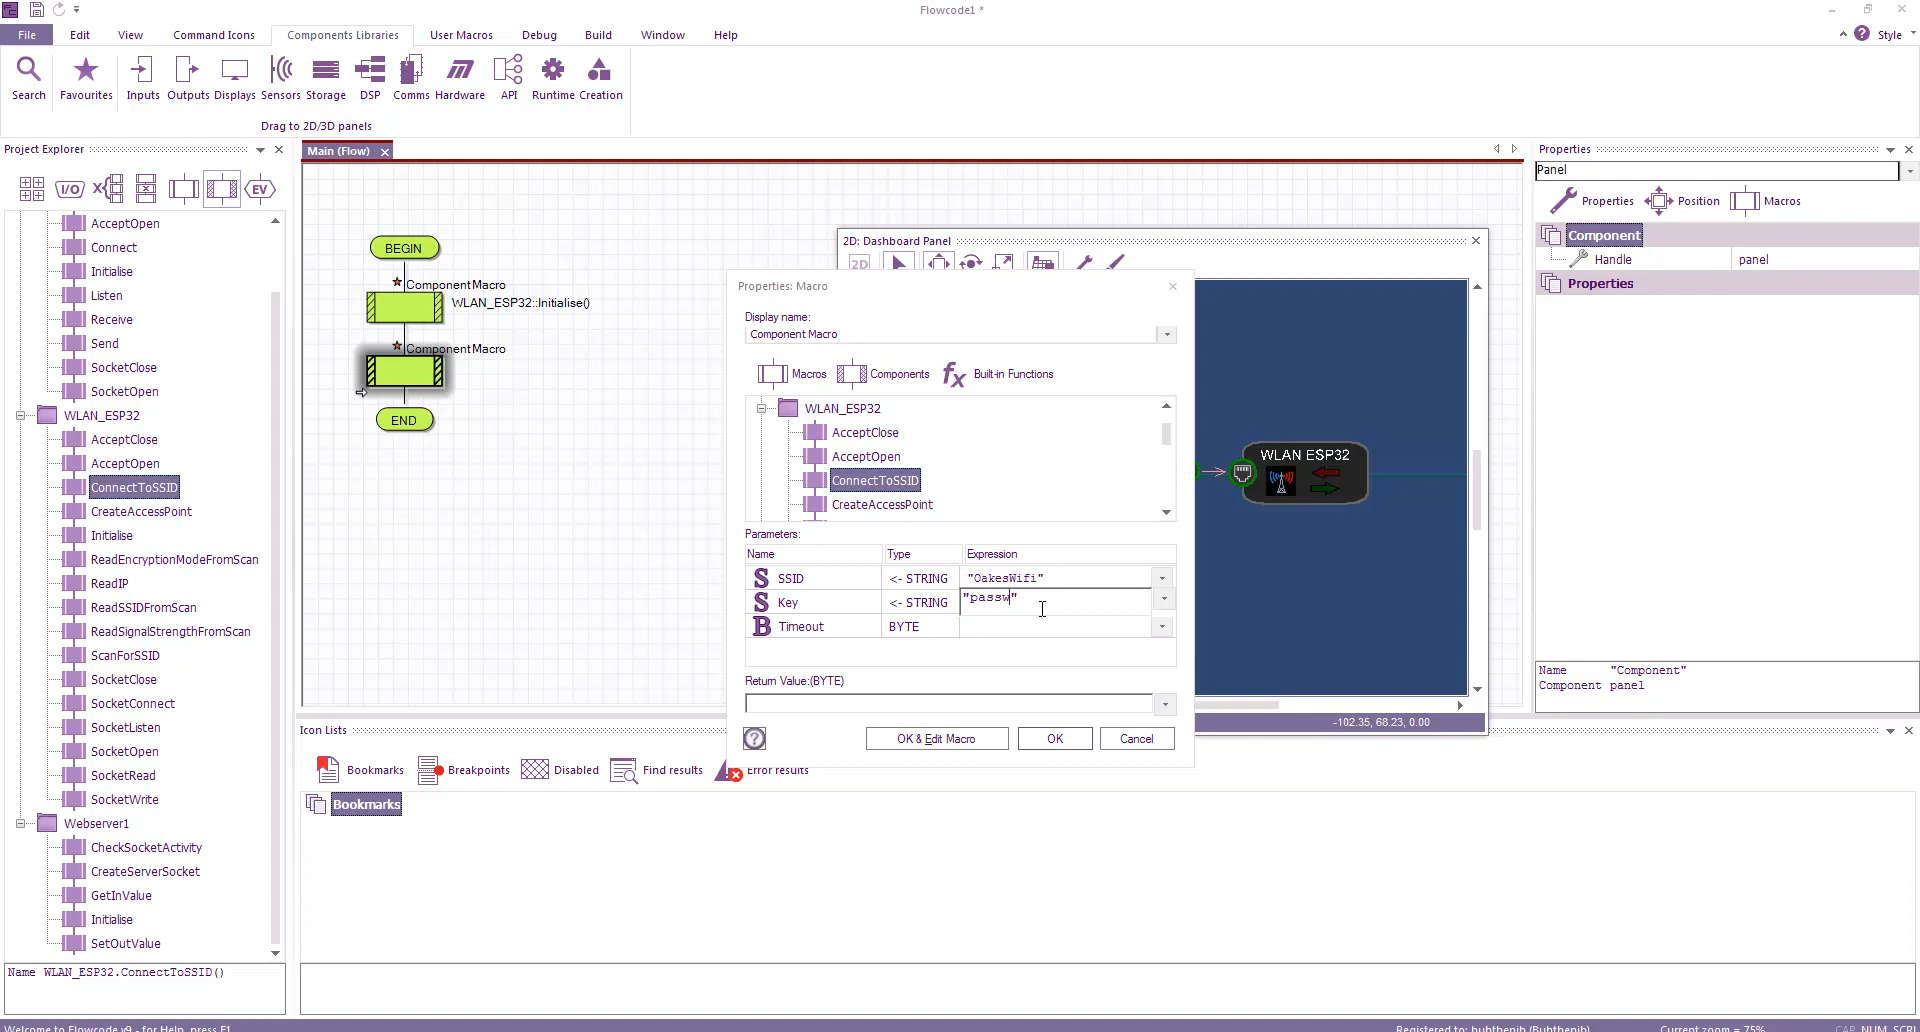 Flowcode1 *
File Edit View Command Icons Components Libraries User Macros Debug Build Window Help Style
Search Favourites Inputs Outputs Displays Sensors Storage DSP Comms Hardware API Runtime Creation
Drag to 2D/3D panels
Project Explorer
I/O X EV
AcceptOpen
Connect
Initialise
Listen
Receive
Send
SocketClose
SocketOpen
WLAN_ESP32
AcceptClose
AcceptOpen
ConnectToSSID
CreateAccessPoint
Initialise
ReadEncryptionModeFromScan
ReadIP
ReadSSIDFromScan
ReadSignalStrengthFromScan
ScanForSSID
SocketClose
SocketConnect
SocketListen
SocketOpen
SocketRead
SocketWrite
Webserver1
CheckSocketActivity
CreateServerSocket
GetInValue
Initialise
SetOutValue
Name WLAN_ESP32.ConnectToSSID()
Main (Flow)
BEGIN
Component Macro
WLAN_ESP32::Initialise()
Component Macro
END
2D: Dashboard Panel
2D
WLAN ESP32
-102.35, 68.23, 0.00
Properties: Macro
Display name:
Component Macro
Macros Components fx Built-in Functions
WLAN_ESP32
AcceptClose
AcceptOpen
ConnectToSSID
CreateAccessPoint
Parameters:
Name Type Expression
S SSID <- STRING "OakesWifi"
S Key <- STRING "passw"
B Timeout BYTE
Return Value:(BYTE)
? OK & Edit Macro OK Cancel
Icon Lists
Bookmarks Breakpoints Disabled Find results Error results
Bookmarks
Properties
Panel
Properties Position Macros
Component
Handle panel
Properties
Name "Component"
Component panel
Welcome to Flowcode v9 - for Help, press F1
Registered to: bubthepib (Bubthepib) Current zoom = 75% CAP NUM SCRL